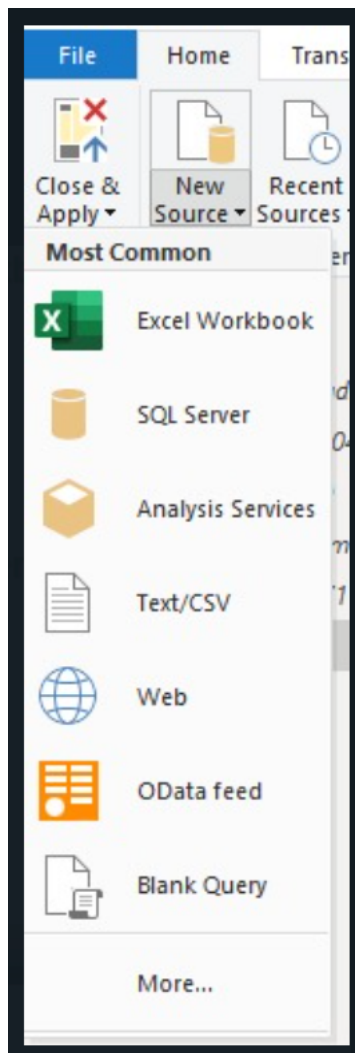 File Home Trans
Close & New Recent
Apply Source Sources
Most Common
Excel Workbook
SQL Server
Analysis Services
Text/CSV
Web
OData feed
Blank Query
More...